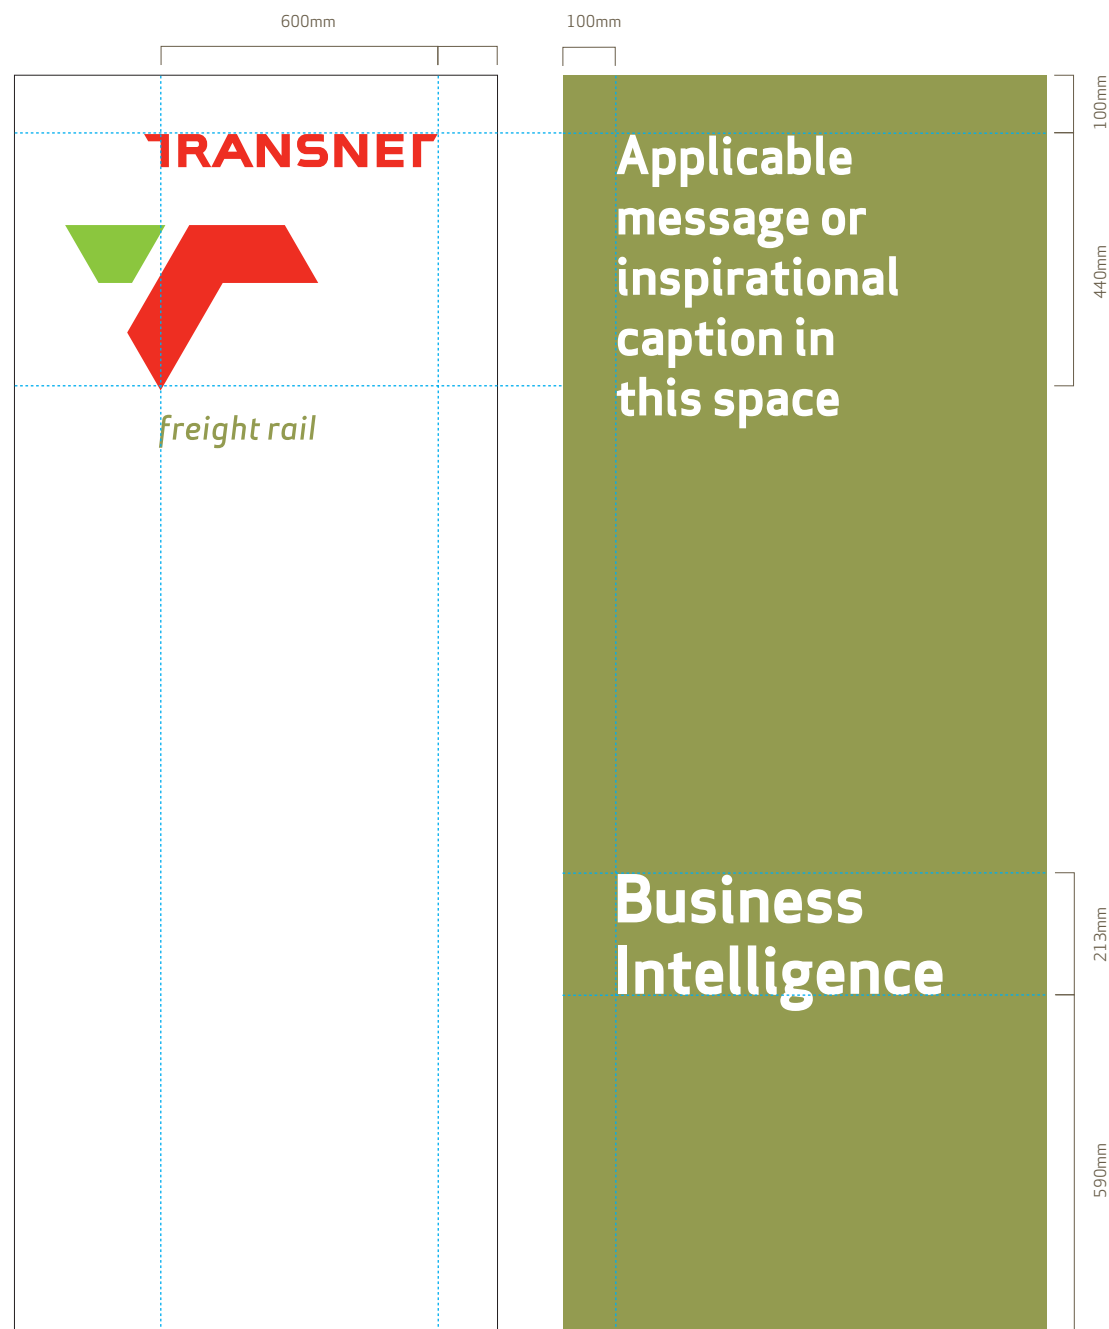 600mm
100mm
TRANSNET
freight rail
Applicable
message or
inspirational
caption in
this space
Business
Intelligence
100mm
440mm
213mm
590mm